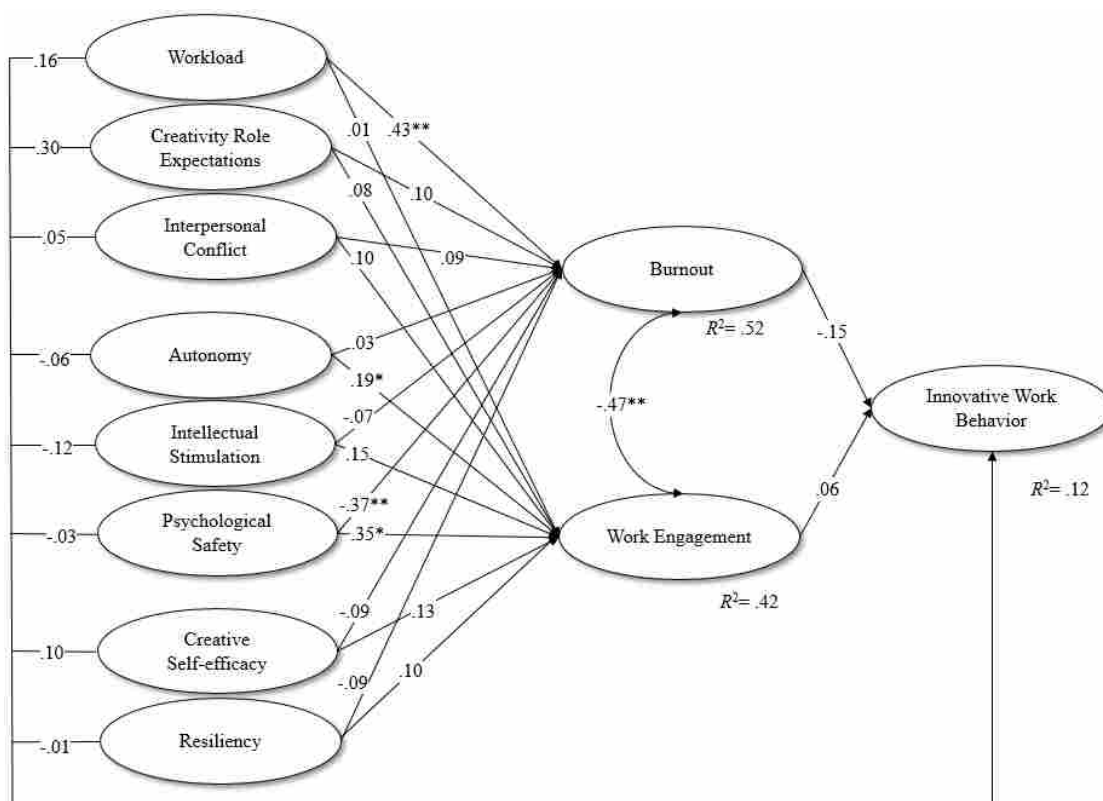 .16
Workload
.01
.43**
.30
Creativity Role
Expectations
.08
.10
.05
Interpersonal
Conflict
.10
.09
Burnout
R²= .52
-.15
-.06
Autonomy
.03
.19*
-.47**
Innovative Work
Behavior
R²= .12
-.12
Intellectual
Stimulation
-.07
.15
.06
-.03
Psychological
Safety
-.37**
.35*
Work Engagement
R²= .42
.10
Creative
Self-efficacy
-.09
.13
-.01
Resiliency
-.09
.10